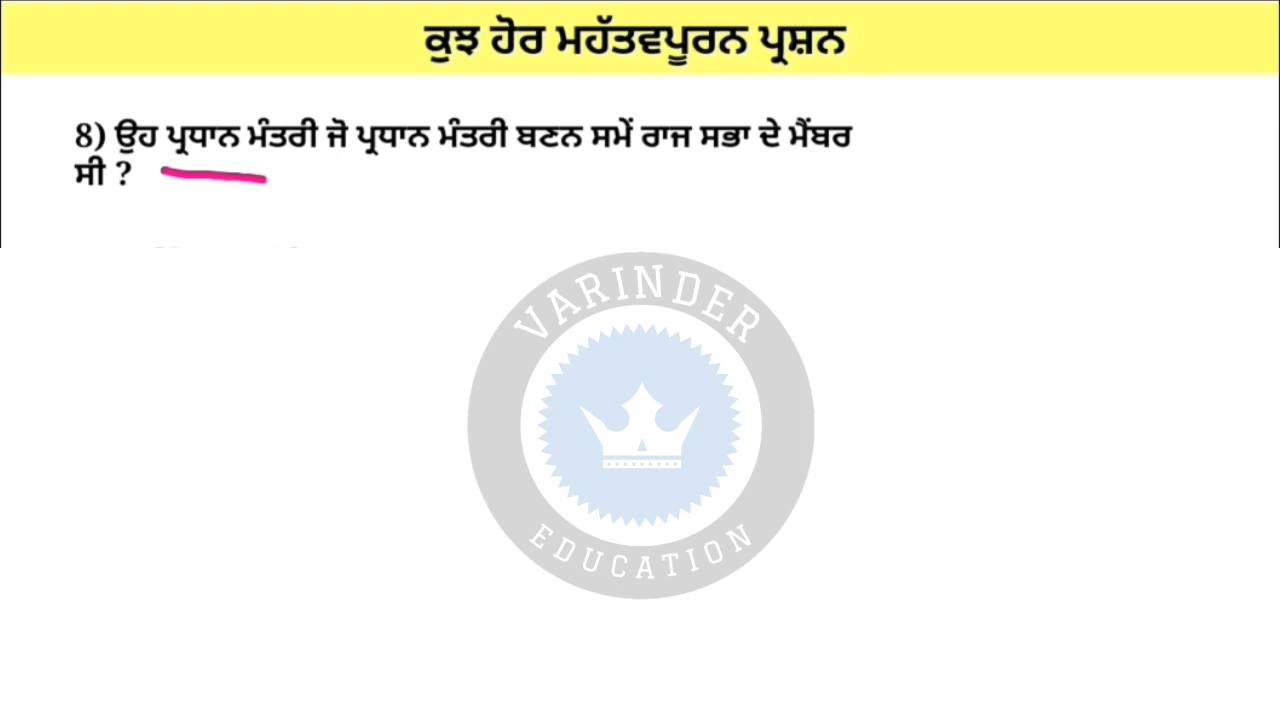 ਕੁਝ ਹੋਰ ਮਹੱਤਵਪੂਰਨ ਪ੍ਰਸ਼ਨ
8) ਉਹ ਪ੍ਰਧਾਨ ਮੰਤਰੀ ਜੋ ਪ੍ਰਧਾਨ ਮੰਤਰੀ ਬਣਨ ਸਮੇਂ ਰਾਜ ਸਭਾ ਦੇ ਮੈਂਬਰ
ਸੀ ?
VARINDER
EDUCATION